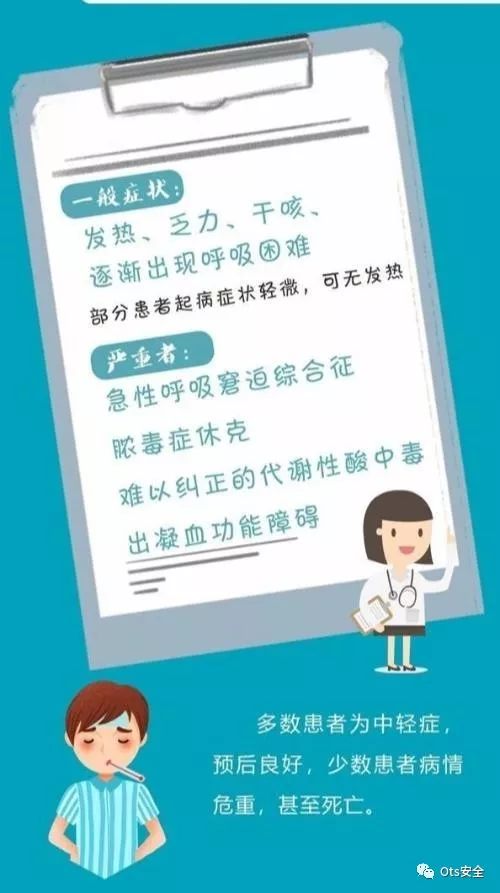 一般症状：
发热、乏力、干咳、
逐渐出现呼吸困难
部分患者起病症状轻微，可无发热
严重者：
急性呼吸窘迫综合征
脓毒症休克
难以纠正的代谢性酸中毒
出凝血功能障碍
多数患者为中轻症，
预后良好，少数患者病情
危重，甚至死亡。
Ots安全